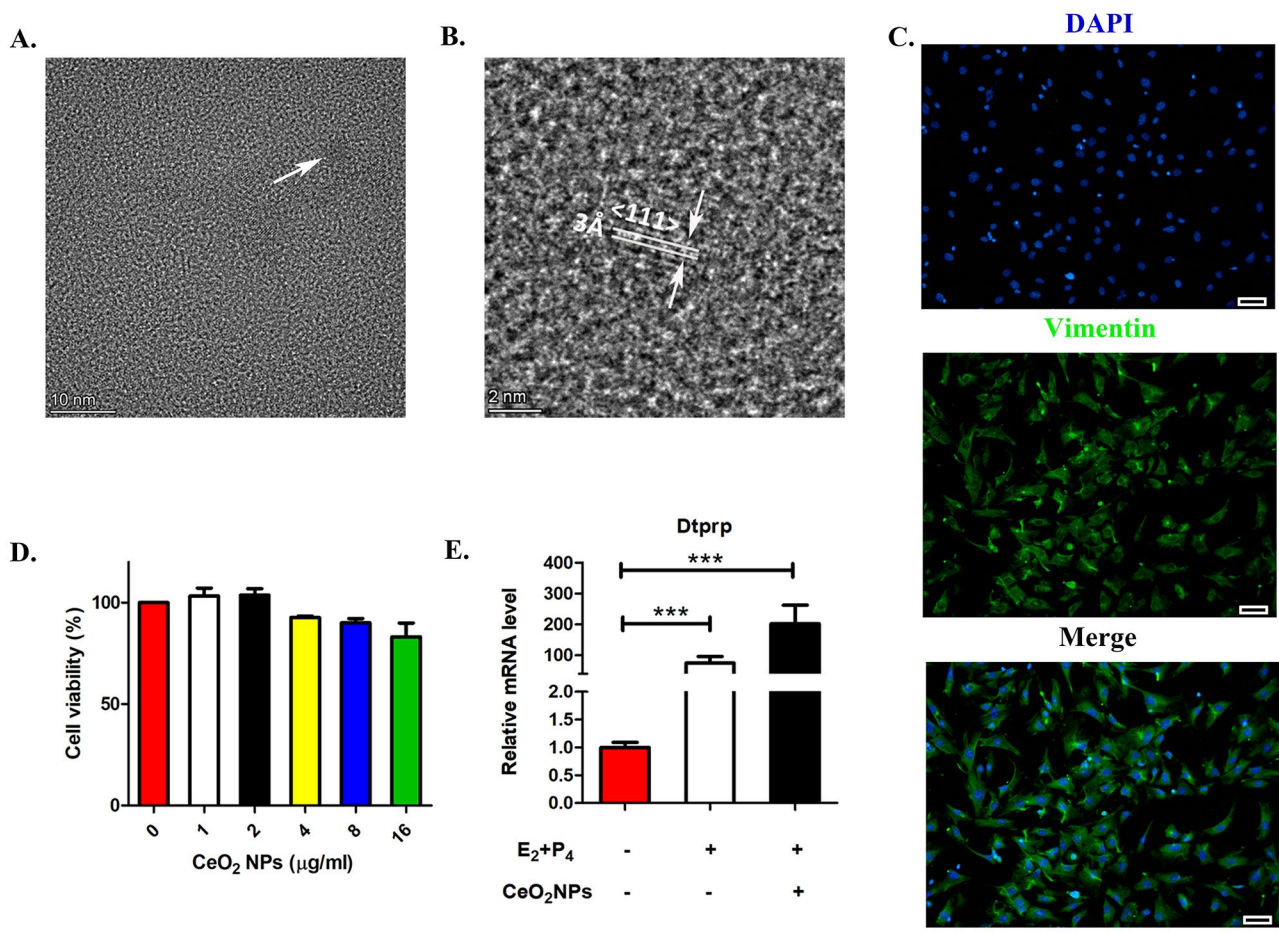 A.
10 nm
B.
<111>
3Å
2 nm
C.
DAPI
Vimentin
Merge
D.
Cell viability (%)
100
50
0
0 1 2 4 8 16
CeO₂ NPs (μg/ml)
E.
Dtprp
Relative mRNA level
400
300
200
100
2.0
1.5
1.0
0.5
0.0
***
***
E₂+P₄ - + +
CeO₂NPs - - +